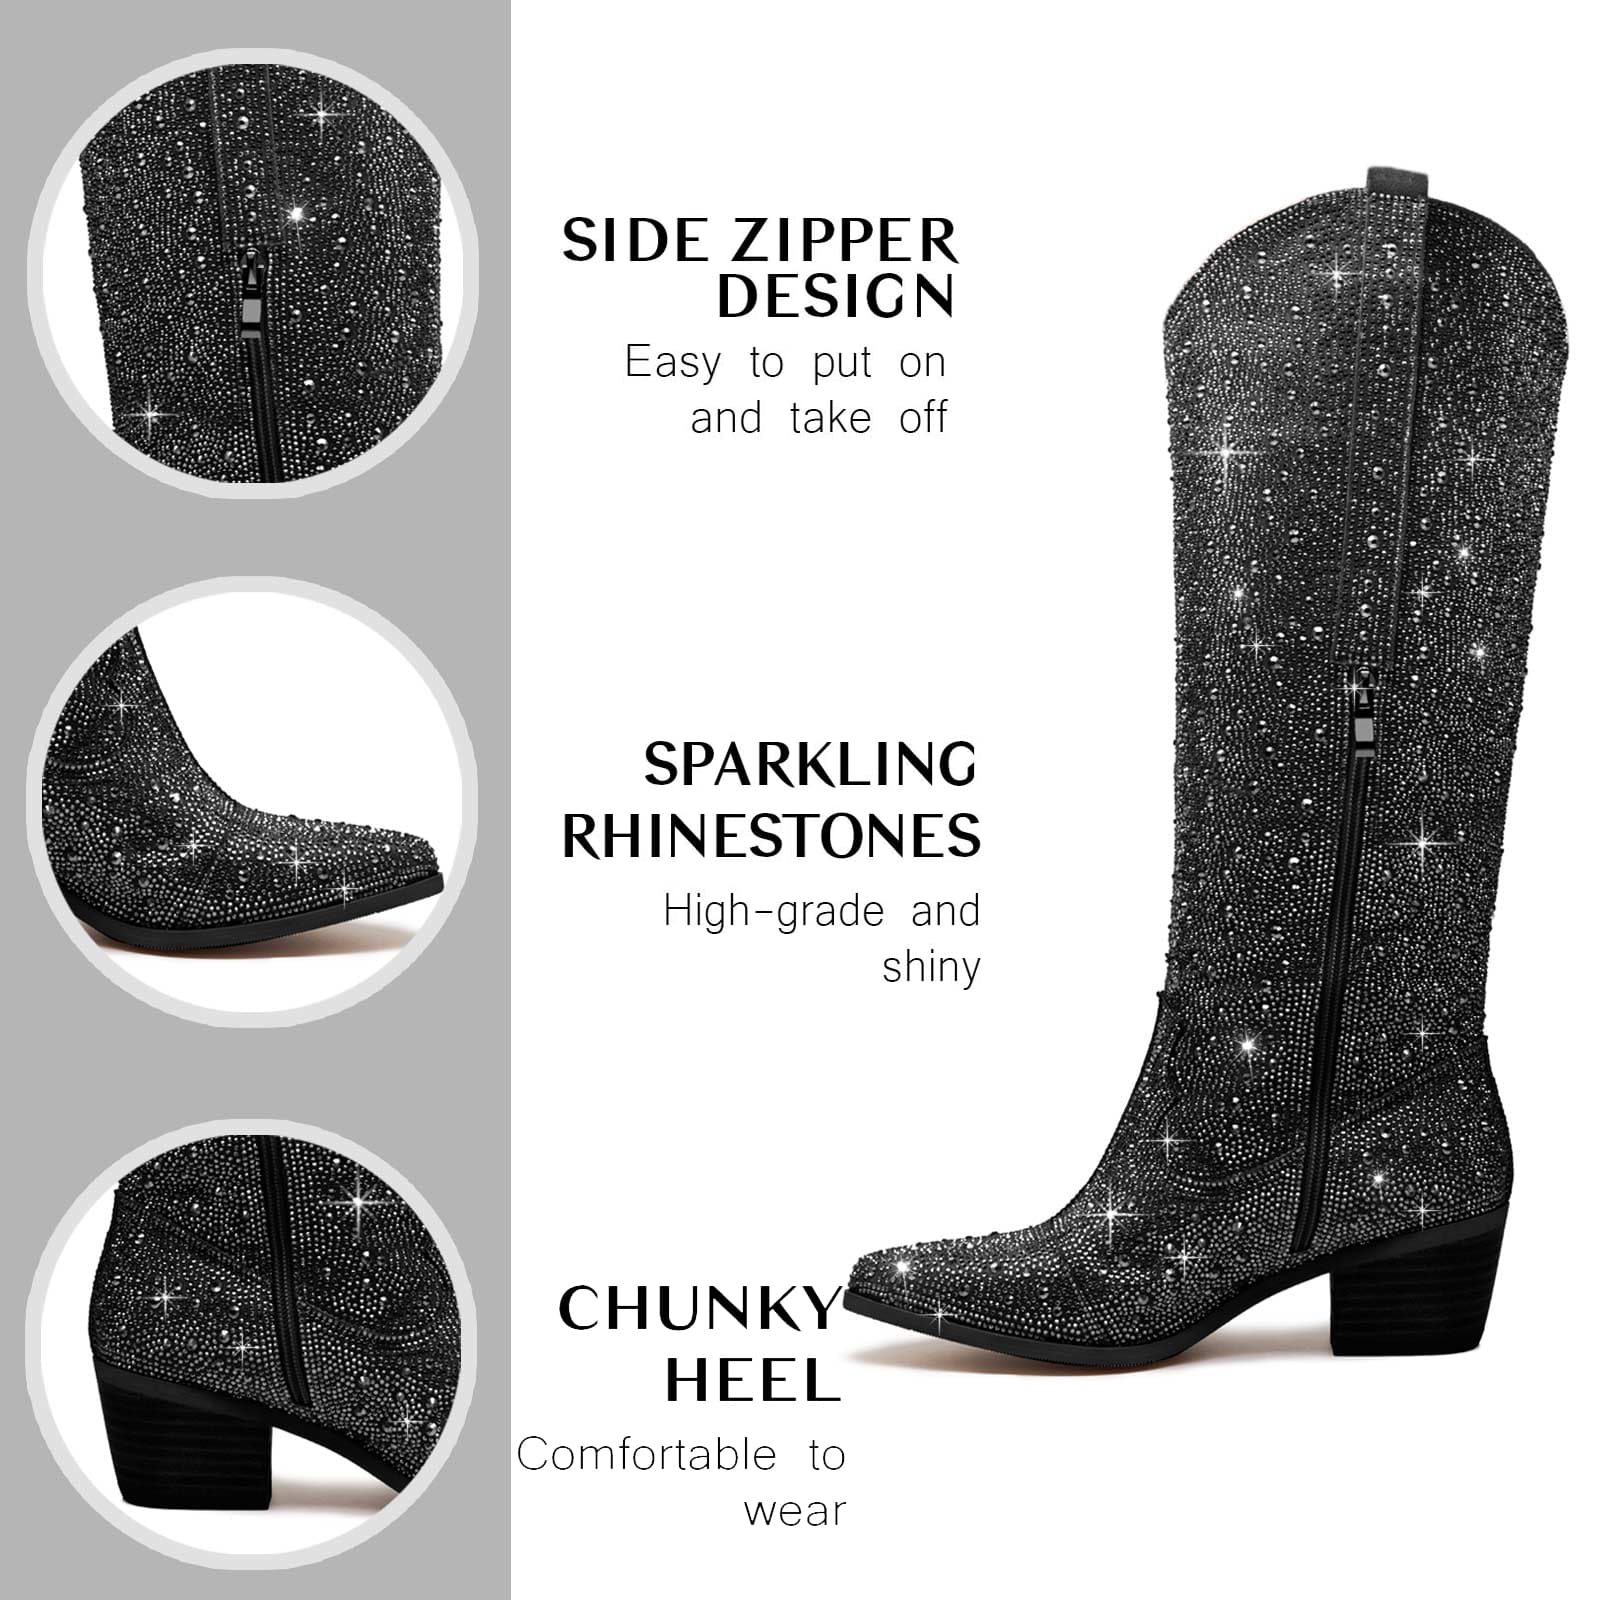 SIDE ZIPPER
DESIGN
Easy to put on
and take off
SPARKLING
RHINESTONES
High-grade and
shiny
CHUNKY
HEEL
Comfortable to
wear